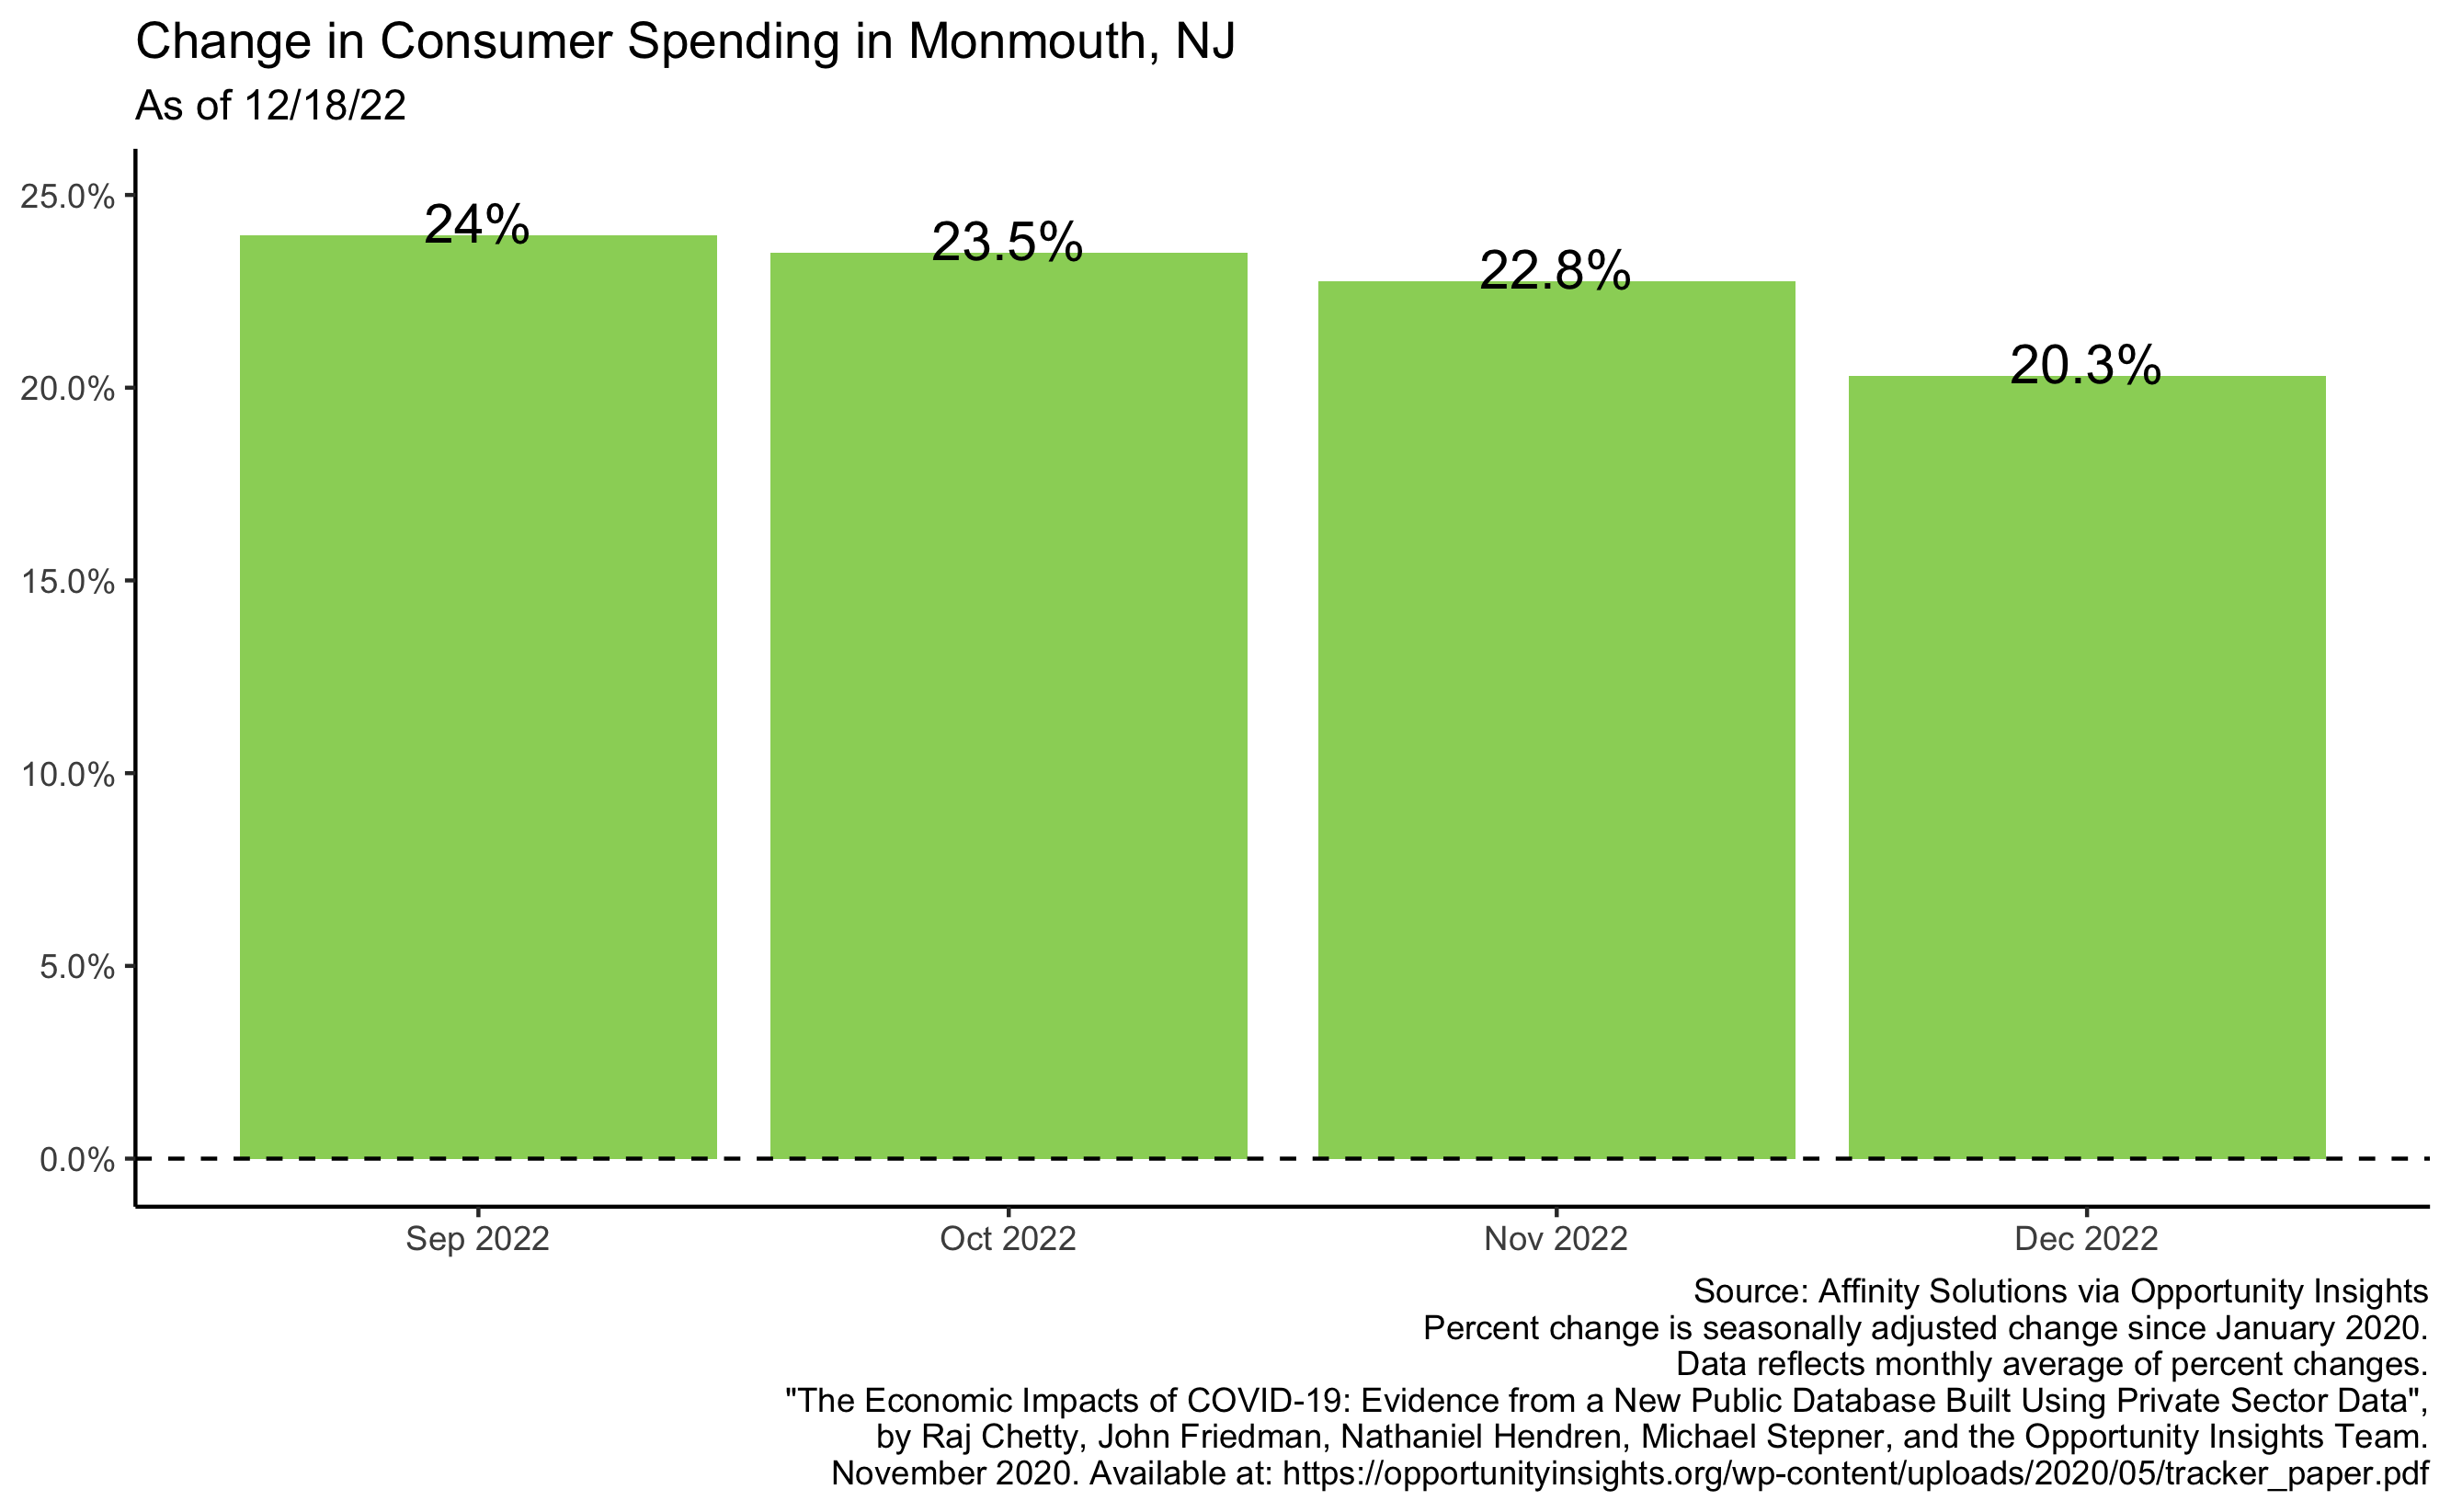 Change in Consumer Spending in Monmouth, NJ
As of 12/18/22
25.0%
20.0%
15.0%
10.0%
5.0%
0.0%
24%
23.5%
22.8%
20.3%
Sep 2022
Oct 2022
Nov 2022
Dec 2022
Source: Affinity Solutions via Opportunity Insights
Percent change is seasonally adjusted change since January 2020.
Data reflects monthly average of percent changes.
"The Economic Impacts of COVID-19: Evidence from a New Public Database Built Using Private Sector Data",
by Raj Chetty, John Friedman, Nathaniel Hendren, Michael Stepner, and the Opportunity Insights Team.
November 2020. Available at: https://opportunityinsights.org/wp-content/uploads/2020/05/tracker_paper.pdf